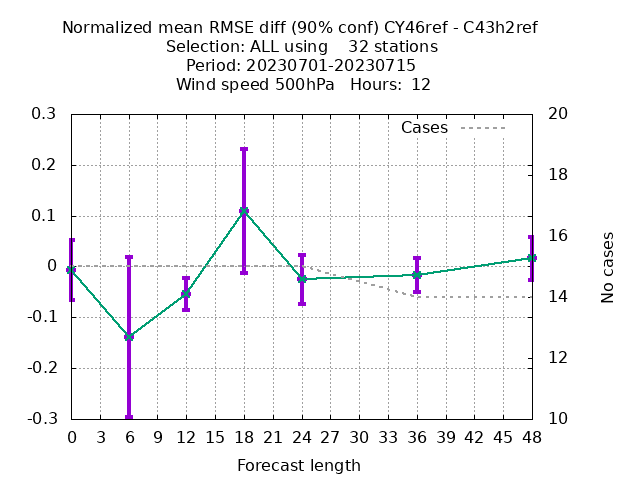 Normalized mean RMSE diff (90% conf) CY46ref - C43h2ref
Selection: ALL using    32 stations
Period: 20230701-20230715
Wind speed 500hPa   Hours:  12
Cases
0.3
0.2
0.1
0
-0.1
-0.2
-0.3
20
18
16
14
12
10
No cases
0 3 6 9 12 15 18 21 24 27 30 33 36 39 42 45 48
Forecast length